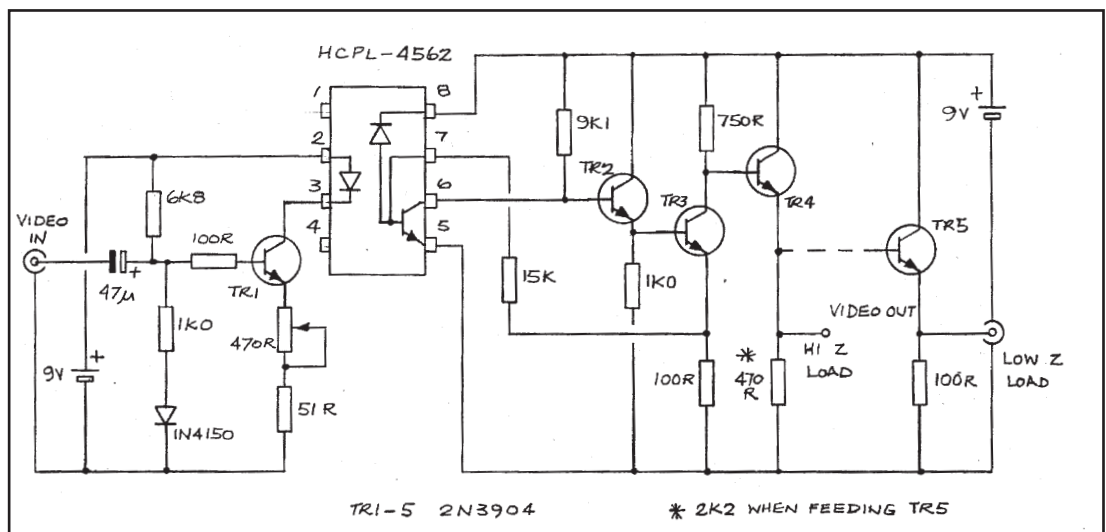 HCPL-4562
1
2
3
4
8
7
6
5
VIDEO
IN
47µ
+
6K8
100R
TR1
1K0
470R
51R
9V
+
1N4150
9K1
TR2
15K
1K0
750R
TR3
100R
TR4
*
470
R
TR5
VIDEO OUT
HI Z
LOAD
100R
LOW Z
LOAD
9V
+
TR1-5 2N3904
* 2K2 WHEN FEEDING TR5